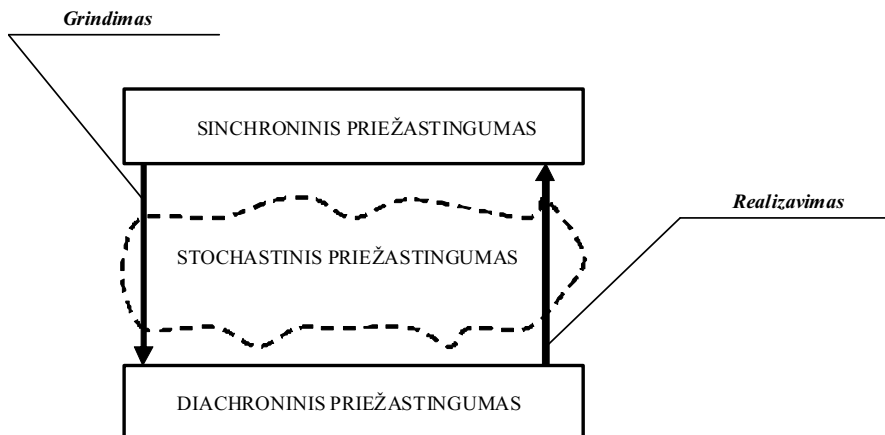 Grindimas
SINCHRONINIS PRIEŽASTINGUMAS
Realizavimas
STOCHASTINIS PRIEŽASTINGUMAS
DIACHRONINIS PRIEŽASTINGUMAS